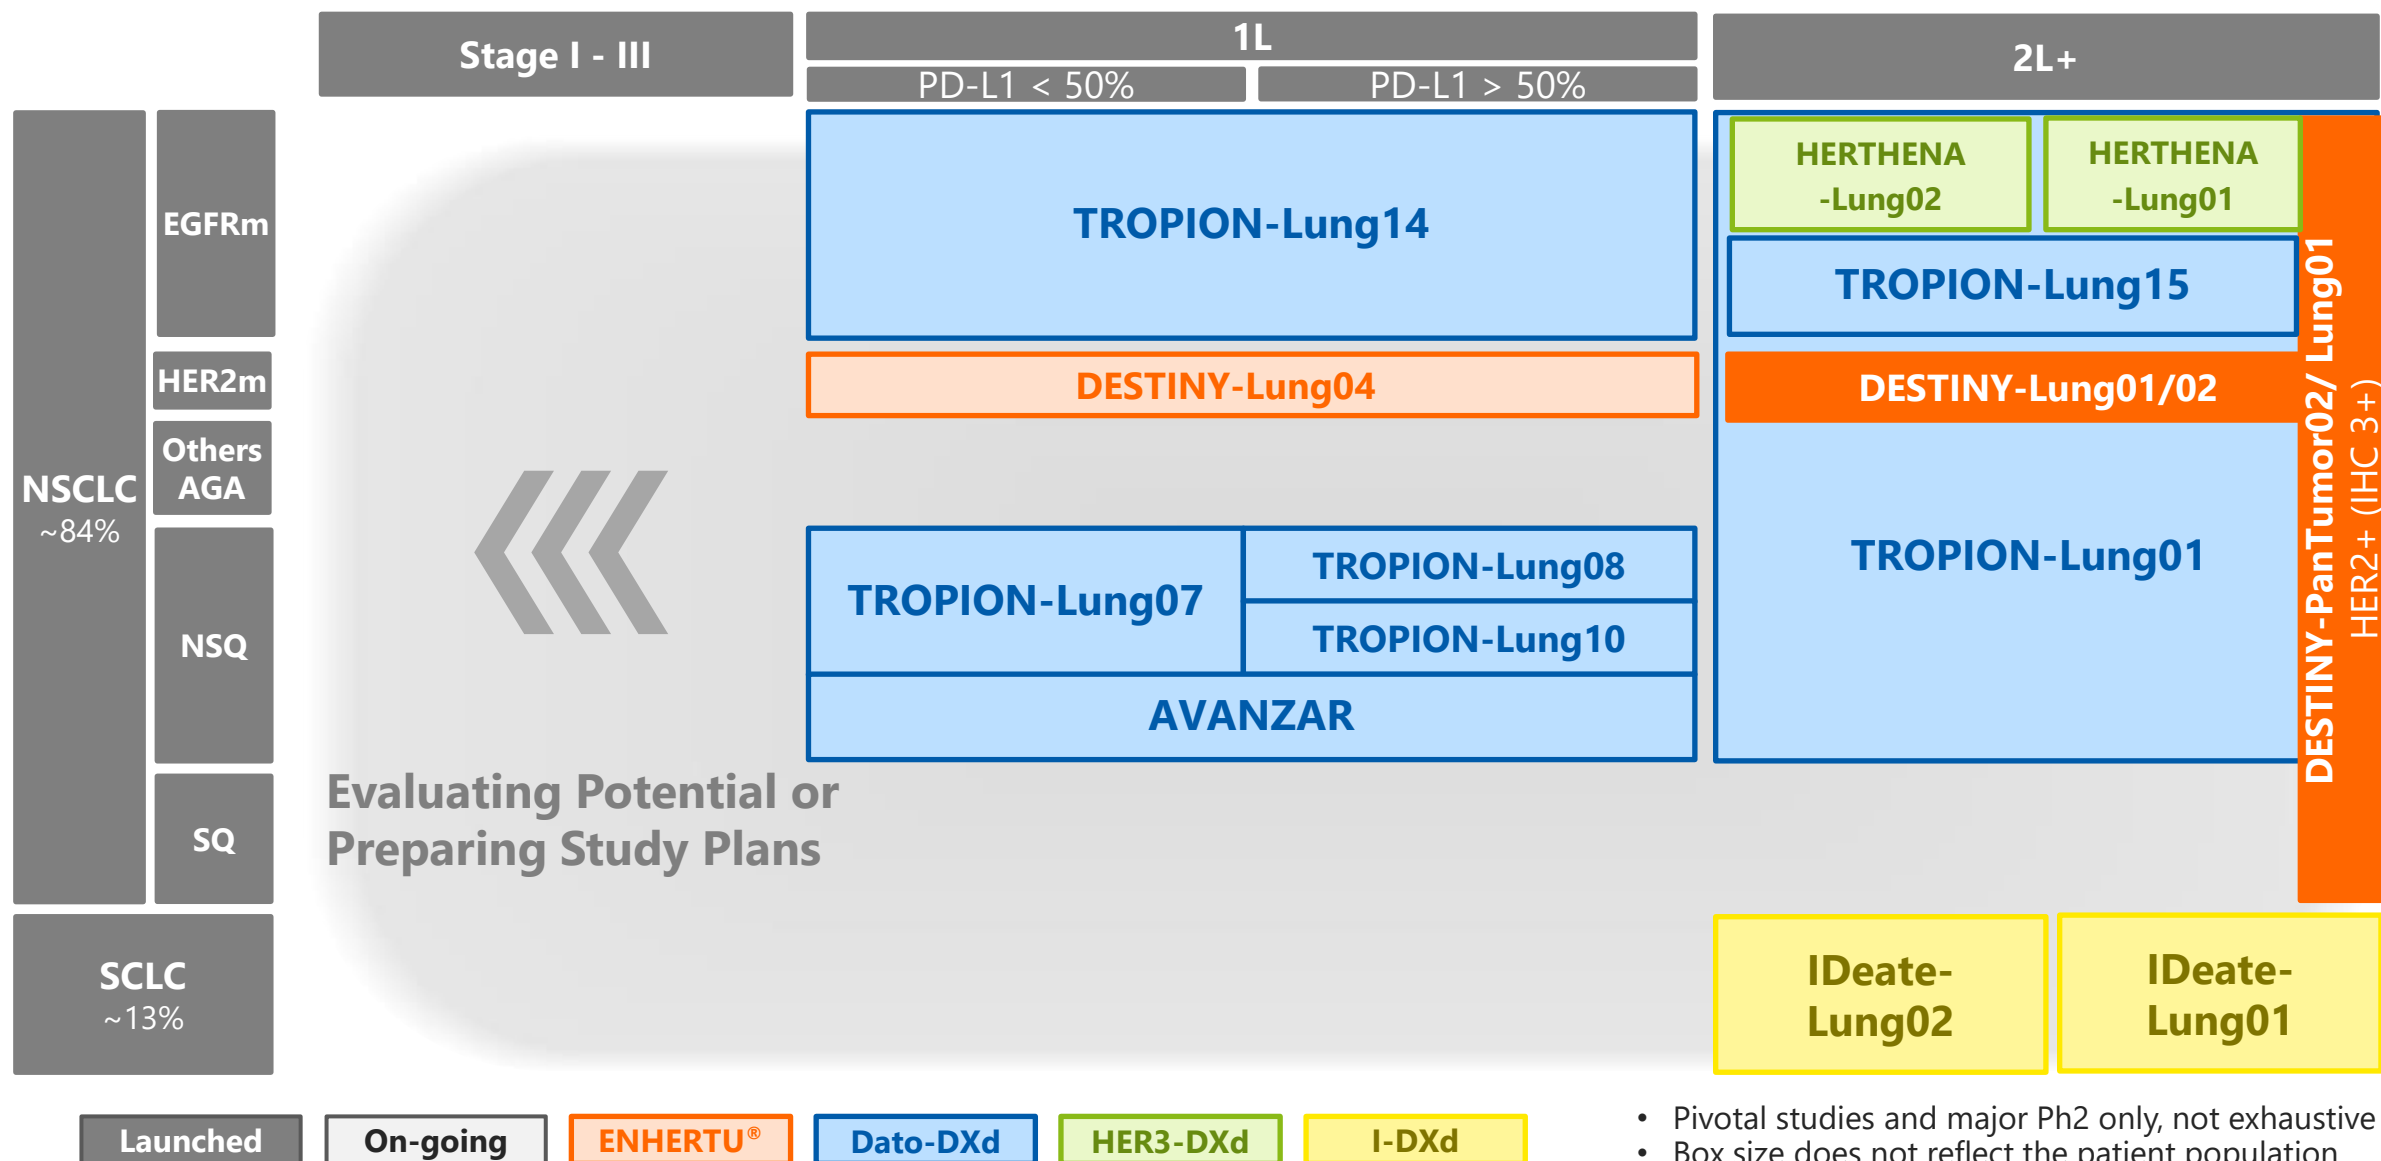 Stage I - III
1L
PD-L1 < 50%
PD-L1 > 50%
2L+
NSCLC
~84%
EGFRm
HER2m
Others
AGA
NSQ
SQ
SCLC
~13%
TROPION-Lung14
DESTINY-Lung04
TROPION-Lung07
TROPION-Lung08
TROPION-Lung10
AVANZAR
HERTHENA
-Lung02
HERTHENA
-Lung01
TROPION-Lung15
DESTINY-Lung01/02
TROPION-Lung01
DESTINY-PanTumor02/ Lung01
HER2+ (IHC 3+)
Evaluating Potential or
Preparing Study Plans
IDeate-
Lung02
IDeate-
Lung01
Launched
On-going
ENHERTU®
Dato-DXd
HER3-DXd
I-DXd
• Pivotal studies and major Ph2 only, not exhaustive
• Box size does not reflect the patient population